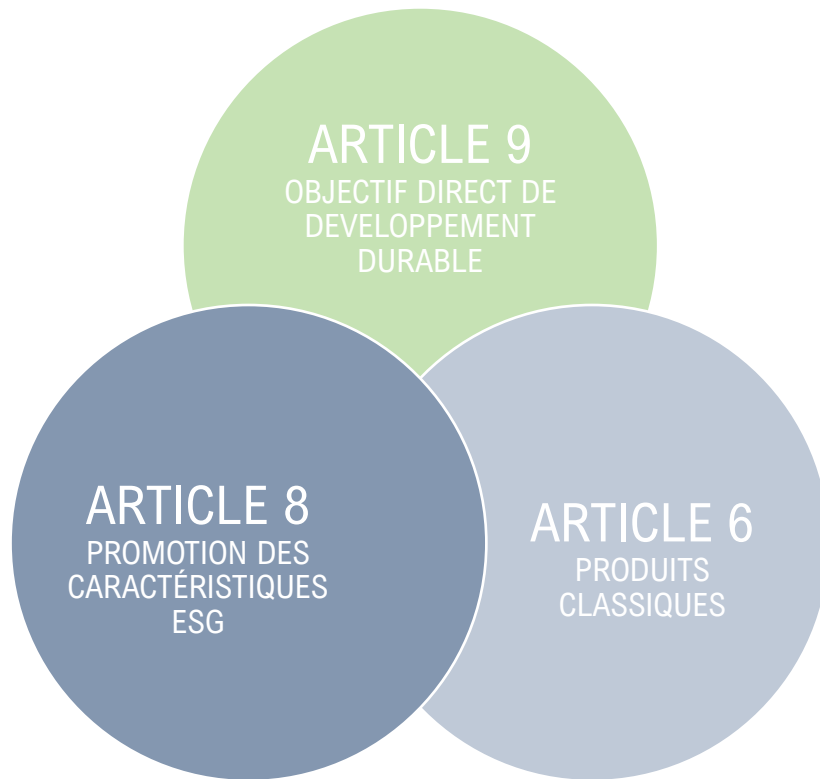 ARTICLE 9
OBJECTIF DIRECT DE
DEVELOPPEMENT
DURABLE
ARTICLE 8
PROMOTION DES
CARACTÉRISTIQUES
ESG
ARTICLE 6
PRODUITS
CLASSIQUES